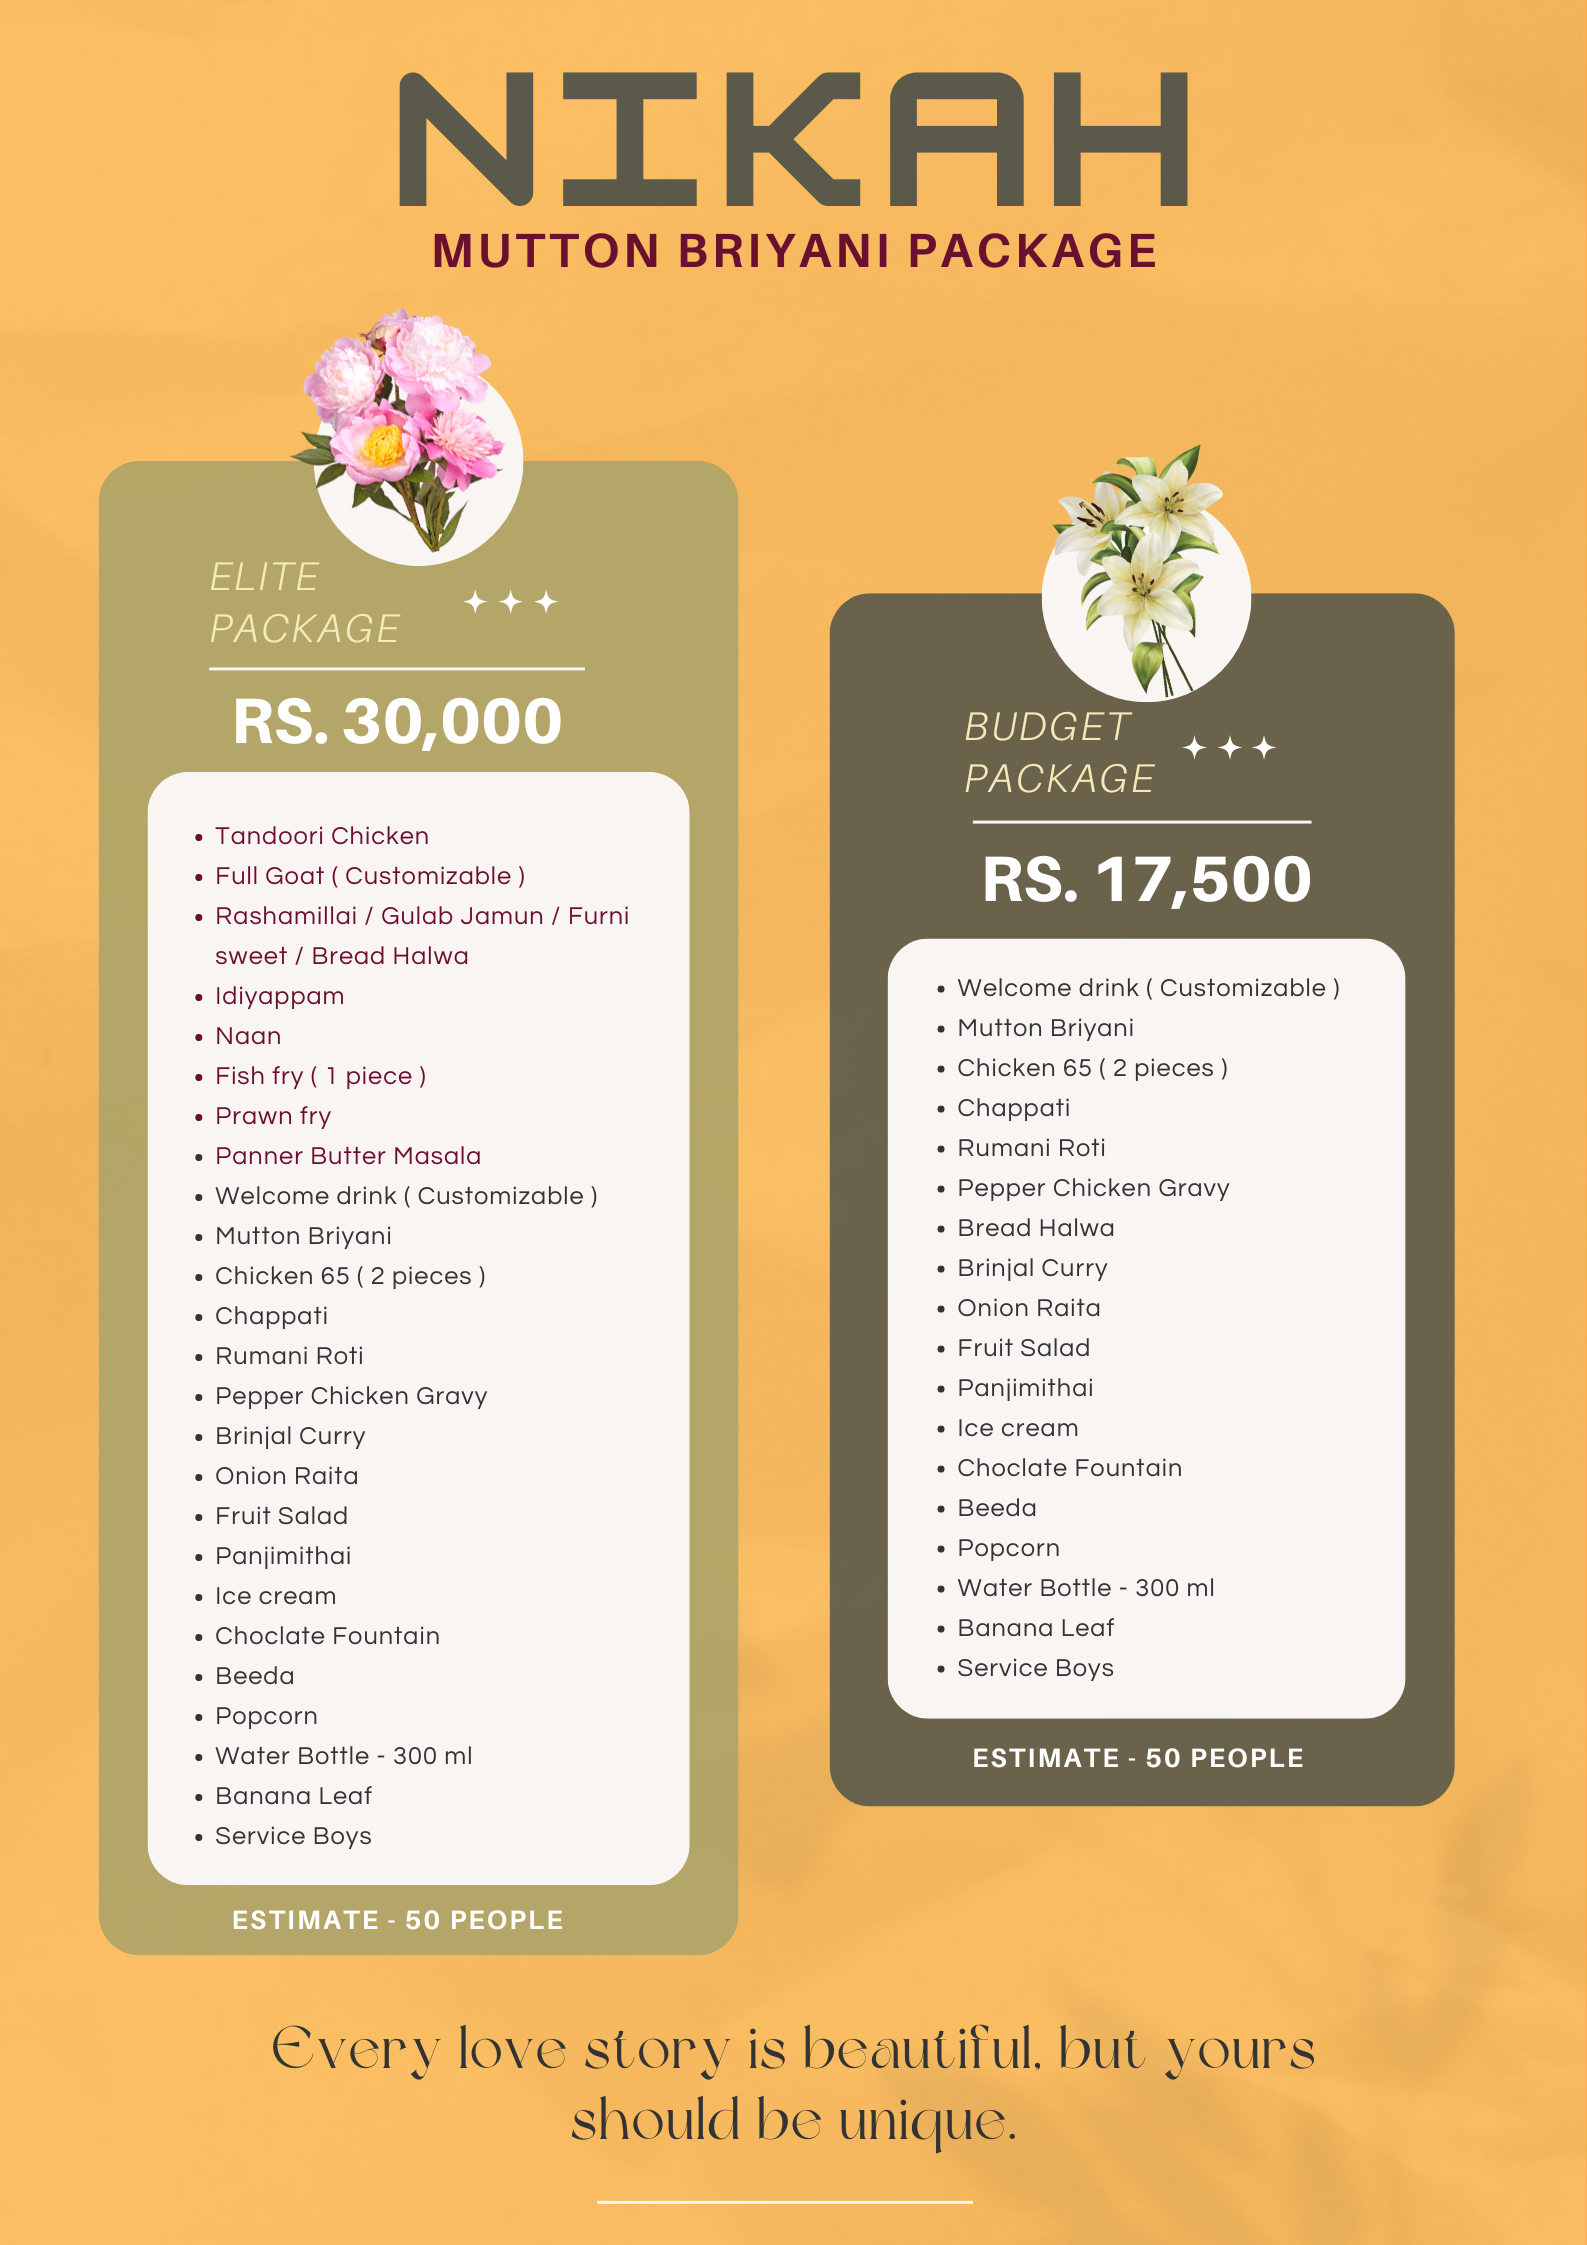 NIKAH
MUTTON BRIYANI PACKAGE
ELITE
PACKAGE
RS. 30,000
Tandoori Chicken
Full Goat ( Customizable )
Rashamillai / Gulab Jamun / Furni
sweet / Bread Halwa
Idiyappam
Naan
Fish fry ( 1 piece )
Prawn fry
Panner Butter Masala
Welcome drink ( Customizable )
Mutton Briyani
Chicken 65 ( 2 pieces )
Chappati
Rumani Roti
Pepper Chicken Gravy
Brinjal Curry
Onion Raita
Fruit Salad
Panjimithai
Ice cream
Choclate Fountain
Beeda
Popcorn
Water Bottle - 300 ml
Banana Leaf
Service Boys
ESTIMATE - 50 PEOPLE
BUDGET
PACKAGE
RS. 17,500
Welcome drink ( Customizable )
Mutton Briyani
Chicken 65 ( 2 pieces )
Chappati
Rumani Roti
Pepper Chicken Gravy
Bread Halwa
Brinjal Curry
Onion Raita
Fruit Salad
Panjimithai
Ice cream
Choclate Fountain
Beeda
Popcorn
Water Bottle - 300 ml
Banana Leaf
Service Boys
ESTIMATE - 50 PEOPLE
Every love story is beautiful, but yours
should be unique.